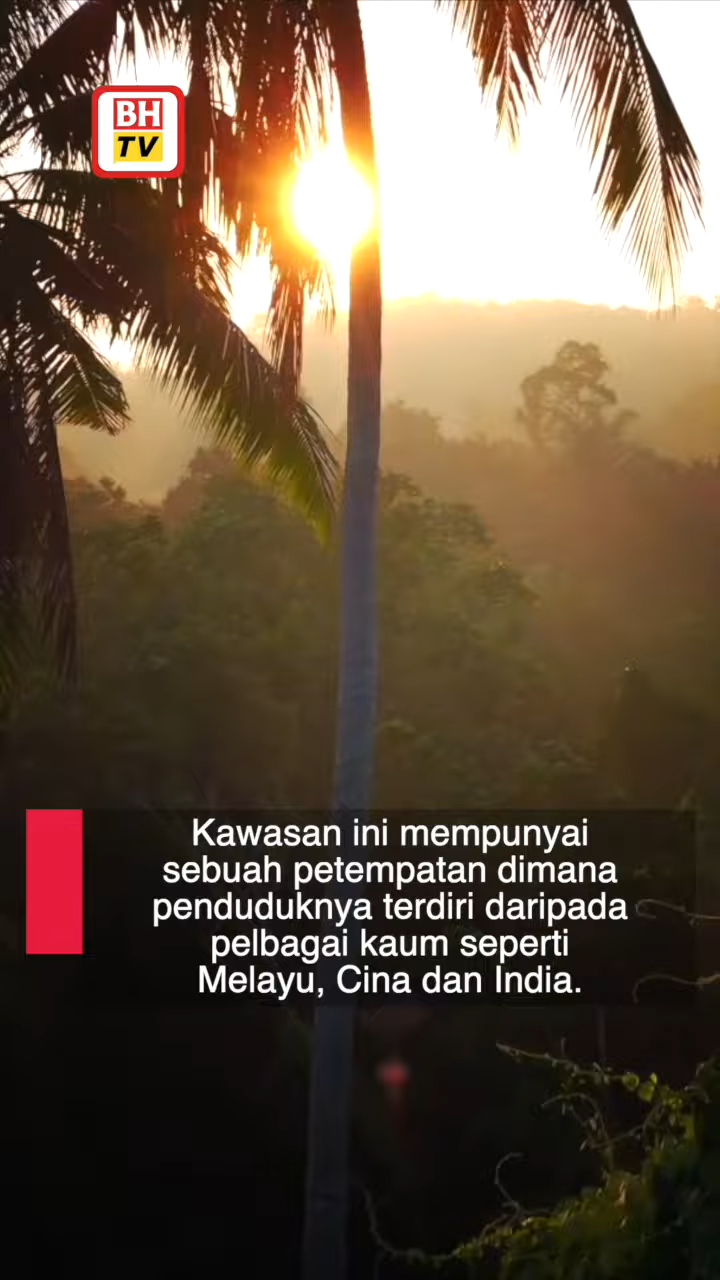 BH
TV
Kawasan ini mempunyai
sebuah petempatan dimana
penduduknya terdiri daripada
pelbagai kaum seperti
Melayu, Cina dan India.